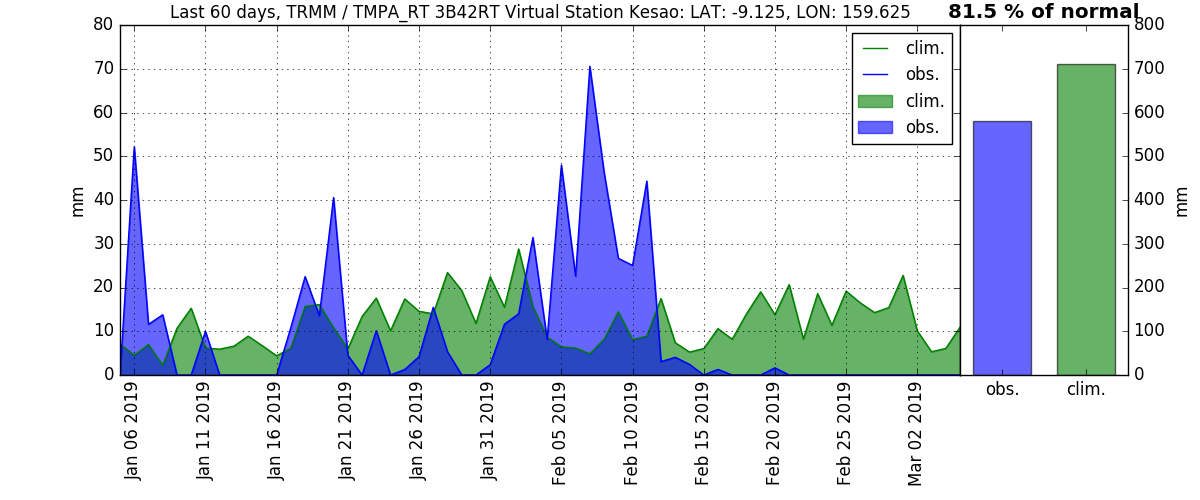 Last 60 days, TRMM / TMPA_RT 3B42RT Virtual Station Kesao: LAT: -9.125, LON: 159.625
81.5 % of normal
80
70
60
50
40
30
20
10
0
mm
clim.
obs.
clim.
obs.
Jan 06 2019
Jan 11 2019
Jan 16 2019
Jan 21 2019
Jan 26 2019
Jan 31 2019
Feb 05 2019
Feb 10 2019
Feb 15 2019
Feb 20 2019
Feb 25 2019
Mar 02 2019
800
700
600
500
400
300
200
100
0
mm
obs.
clim.